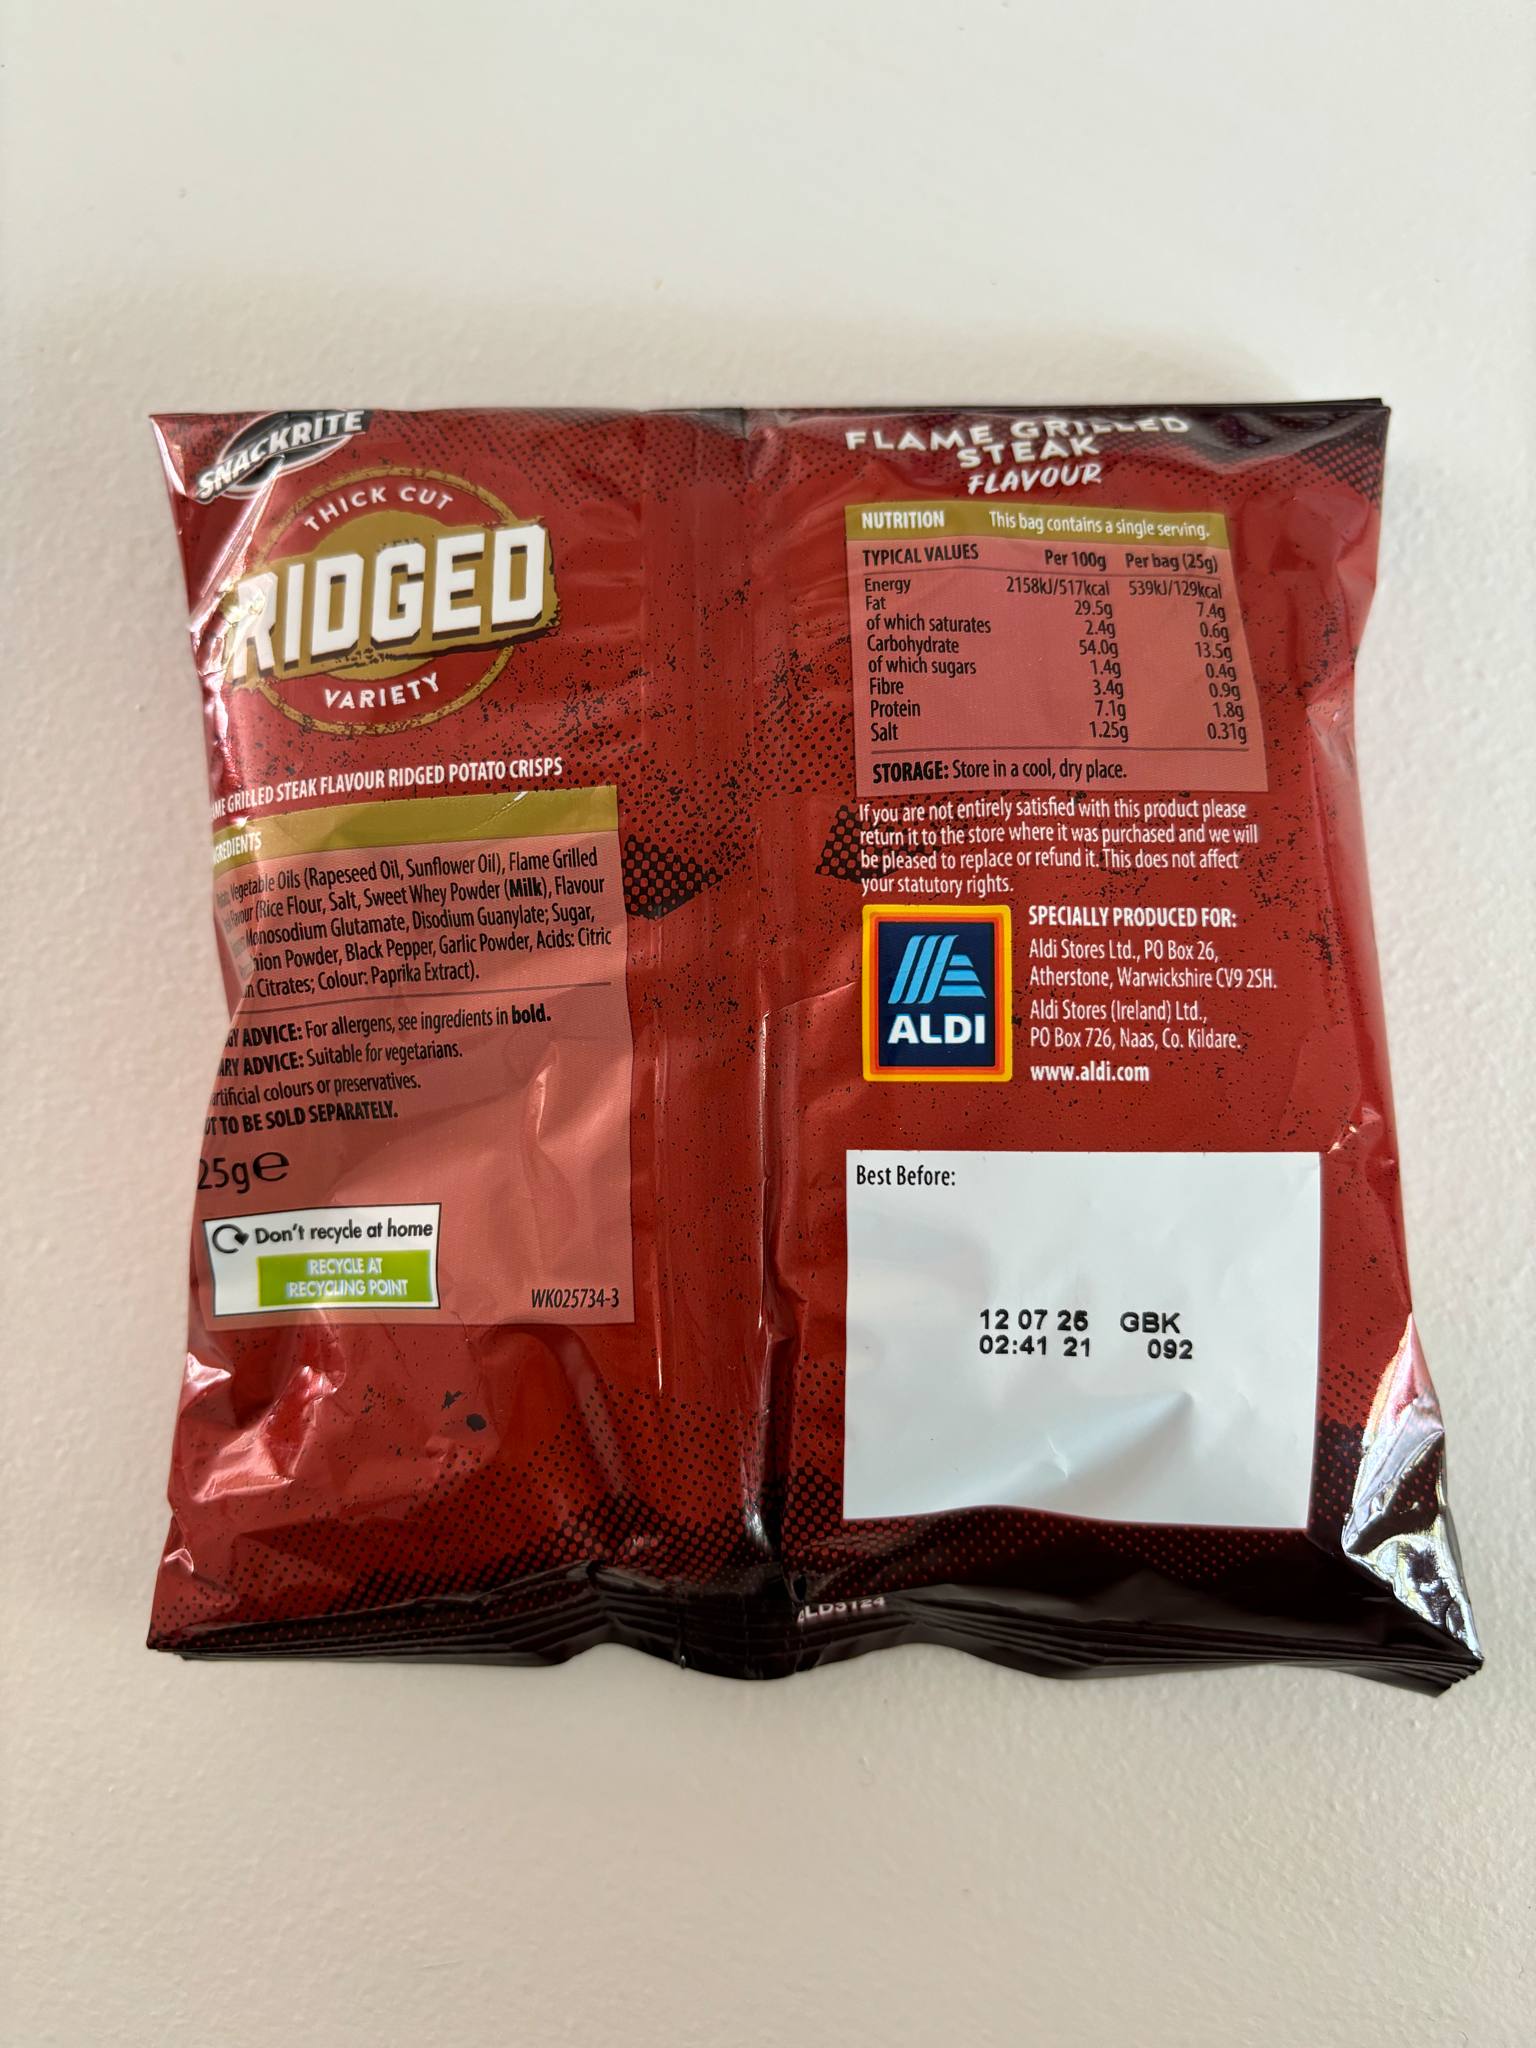 SNACKRITE
THICK CUT
RIDGED
VARIETY
GRILLED STEAK FLAVOUR RIDGED POTATO CRISPS
Vegetable Oils (Rapeseed Oil, Sunflower Oil), Flame Grilled
(Rice Flour, Salt, Sweet Whey Powder (Milk), Flavour
Monosodium Glutamate, Disodium Guanylate; Sugar,
Powder, Black Pepper, Garlic Powder, Acids: Citric
Citrates; Colour: Paprika Extract).
ADVICE: For allergens, see ingredients in bold.
ADVICE: Suitable for vegetarians.
artificial colours or preservatives.
TO BE SOLD SEPARATELY.
25g℮
Don't recycle at home
RECYCLE AT
RECYCLING POINT
WK025734-3
FLAME GRILLED
STEAK
FLAVOUR
NUTRITION This bag contains a single serving.
TYPICAL VALUES Per 100g Per bag (25g)
Energy 2158kJ/517kcal 539kJ/129kcal
Fat 29.5g 7.4g
of which saturates 2.4g 0.6g
Carbohydrate 54.0g 13.5g
of which sugars 1.4g 0.4g
Fibre 3.4g 0.9g
Protein 7.1g 1.8g
Salt 1.25g 0.31g
STORAGE: Store in a cool, dry place.
If you are not entirely satisfied with this product please
return it to the store where it was purchased and we will
be pleased to replace or refund it. This does not affect
your statutory rights.
ALDI
SPECIALLY PRODUCED FOR:
Aldi Stores Ltd., PO Box 26,
Atherstone, Warwickshire CV9 2SH.
Aldi Stores (Ireland) Ltd.,
PO Box 726, Naas, Co. Kildare.
www.aldi.com
Best Before:
12 07 25 GBK
02:41 21 092